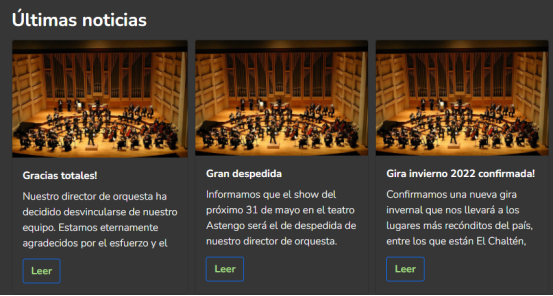 Últimas noticias
Gracias totales!
Nuestro director de orquesta ha
decidido desvincularse de nuestro
equipo. Estamos eternamente
agradecidos por el esfuerzo y el
Leer
Gran despedida
Informamos que el show del
próximo 31 de mayo en el teatro
Astengo será el de despedida de
nuestro director de orquesta.
Leer
Gira invierno 2022 confirmada!
Confirmamos una nueva gira
invernal que nos llevará a los
lugares más recónditos del país,
entre los que están El Chaltén,
Leer